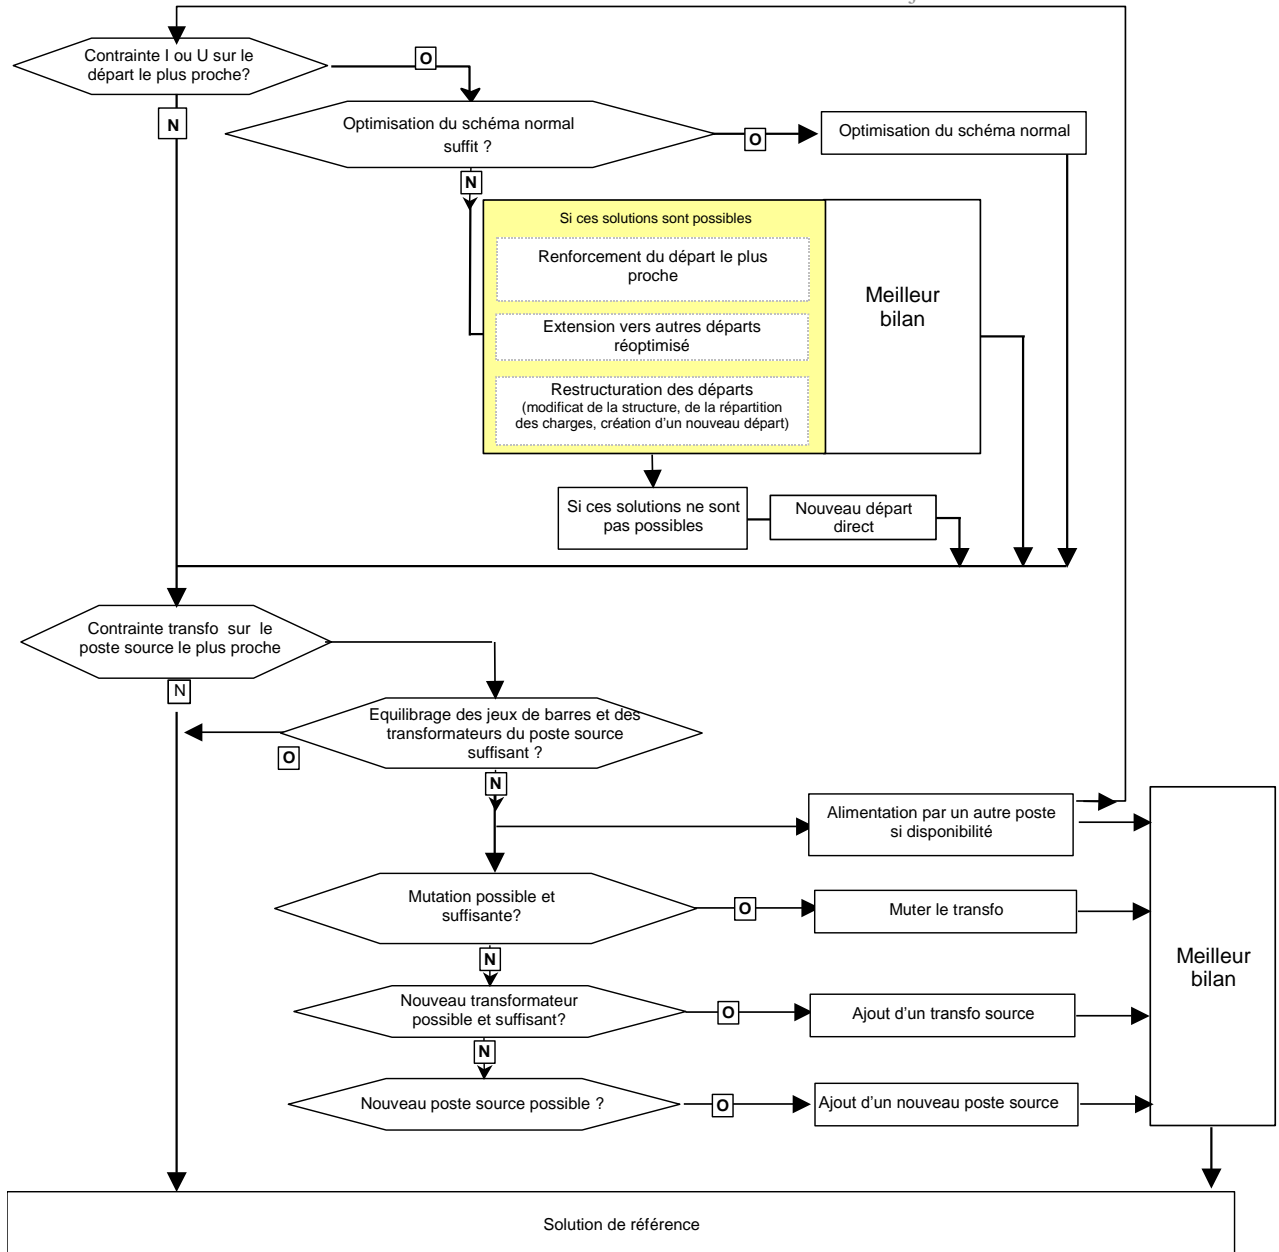 Contrainte I ou U sur le
départ le plus proche?
O
N
Optimisation du schéma normal
suffit ?
O
Optimisation du schéma normal
N
Si ces solutions sont possibles
Renforcement du départ le plus
proche
Extension vers autres départs
réoptimisé
Restructuration des départs
(modificat de la structure, de la répartition
des charges, création d'un nouveau départ)
Meilleur
bilan
Si ces solutions ne sont
pas possibles
Nouveau départ
direct
Contrainte transfo sur le
poste source le plus proche
N
Equilibrage des jeux de barres et des
transformateurs du poste source
suffisant ?
O
N
Alimentation par un autre poste
si disponibilité
Mutation possible et
suffisante?
O
Muter le transfo
N
Nouveau transformateur
possible et suffisant?
O
Ajout d'un transfo source
N
Nouveau poste source possible ?
O
Ajout d'un nouveau poste source
Meilleur
bilan
Solution de référence